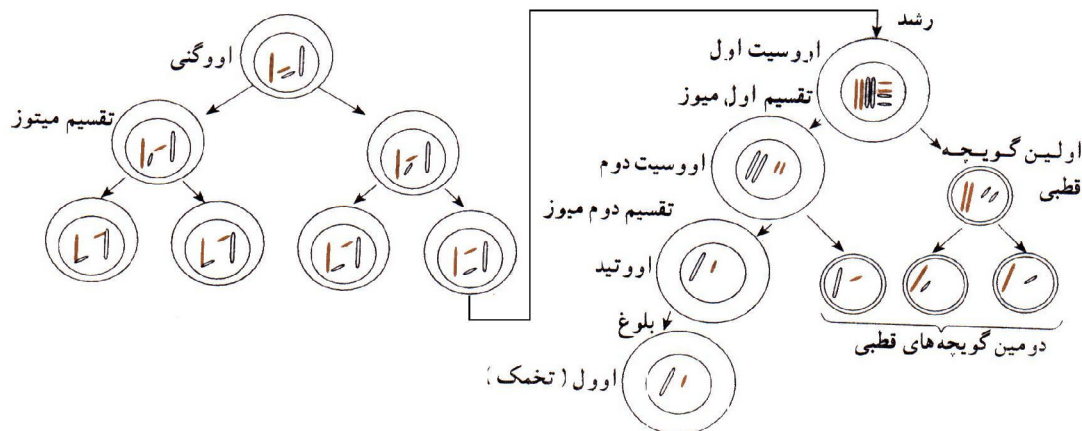 رشد
اووگنی
اروسیت اول
تقسیم اول میوز
تقسیم میتوز
اولین گویچه
قطبی
اووسیت دوم
تقسیم دوم میوز
اووتید
بلوغ
دومین گویچه‌های قطبی
اوول (تخمک)